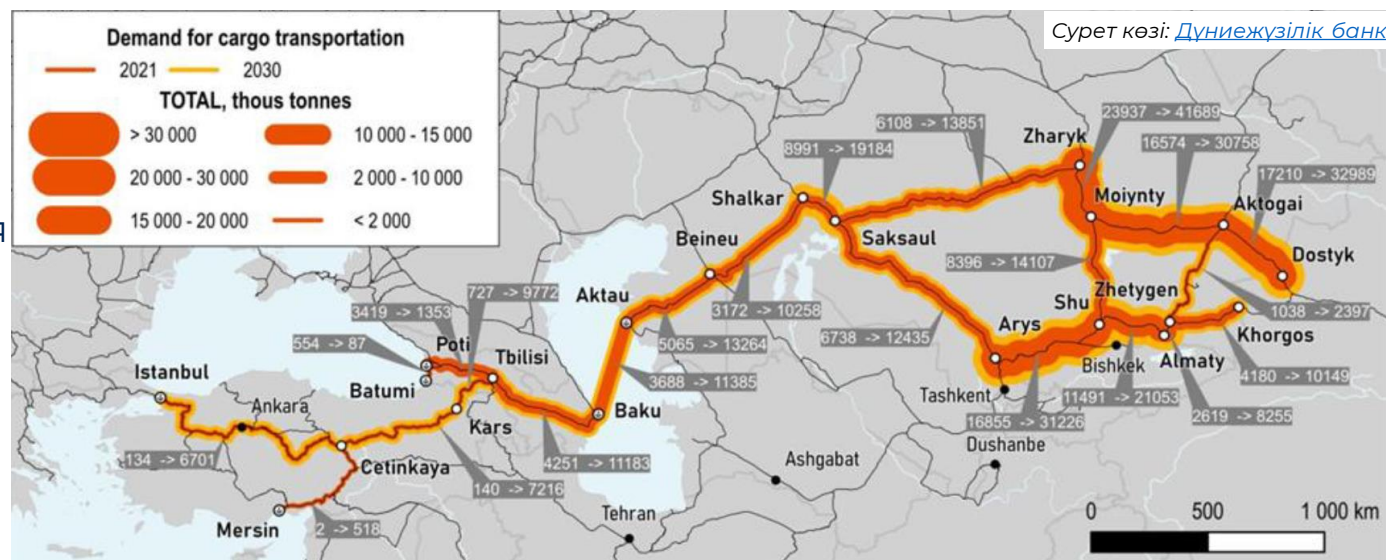 Сурет көзі: Дүниежүзілік банк
Demand for cargo transportation
2021 2030
TOTAL, thous tonnes
> 30 000 10 000 - 15 000
20 000 - 30 000 2 000 - 10 000
15 000 - 20 000 < 2 000
я
23937 -> 41689
6108 -> 13851
Zharyk
16574 -> 30758
8991 -> 19184
17210 -> 32989
Shalkar
Moiynty
Aktogai
Beineu
Saksaul
Dostyk
8396 -> 14107
727 -> 9772
Aktau
Shu
Zhetygen
3419 -> 1353
3172 -> 10258
1038 -> 2397
Poti
Arys
Khorgos
554 -> 87
Tbilisi
5065 -> 13264
6738 -> 12435
Istanbul
Batumi
Bishkek
Almaty
3688 -> 11385
4180 -> 10149
Ankara
Tashkent
11491 -> 21053
Kars
Baku
2619 -> 8255
16855 -> 31226
134 -> 6701
Cetinkaya
4251 -> 11183
Ashgabat
Dushanbe
140 -> 7216
Mersin
2 -> 518
Tehran
0 500 1 000 km